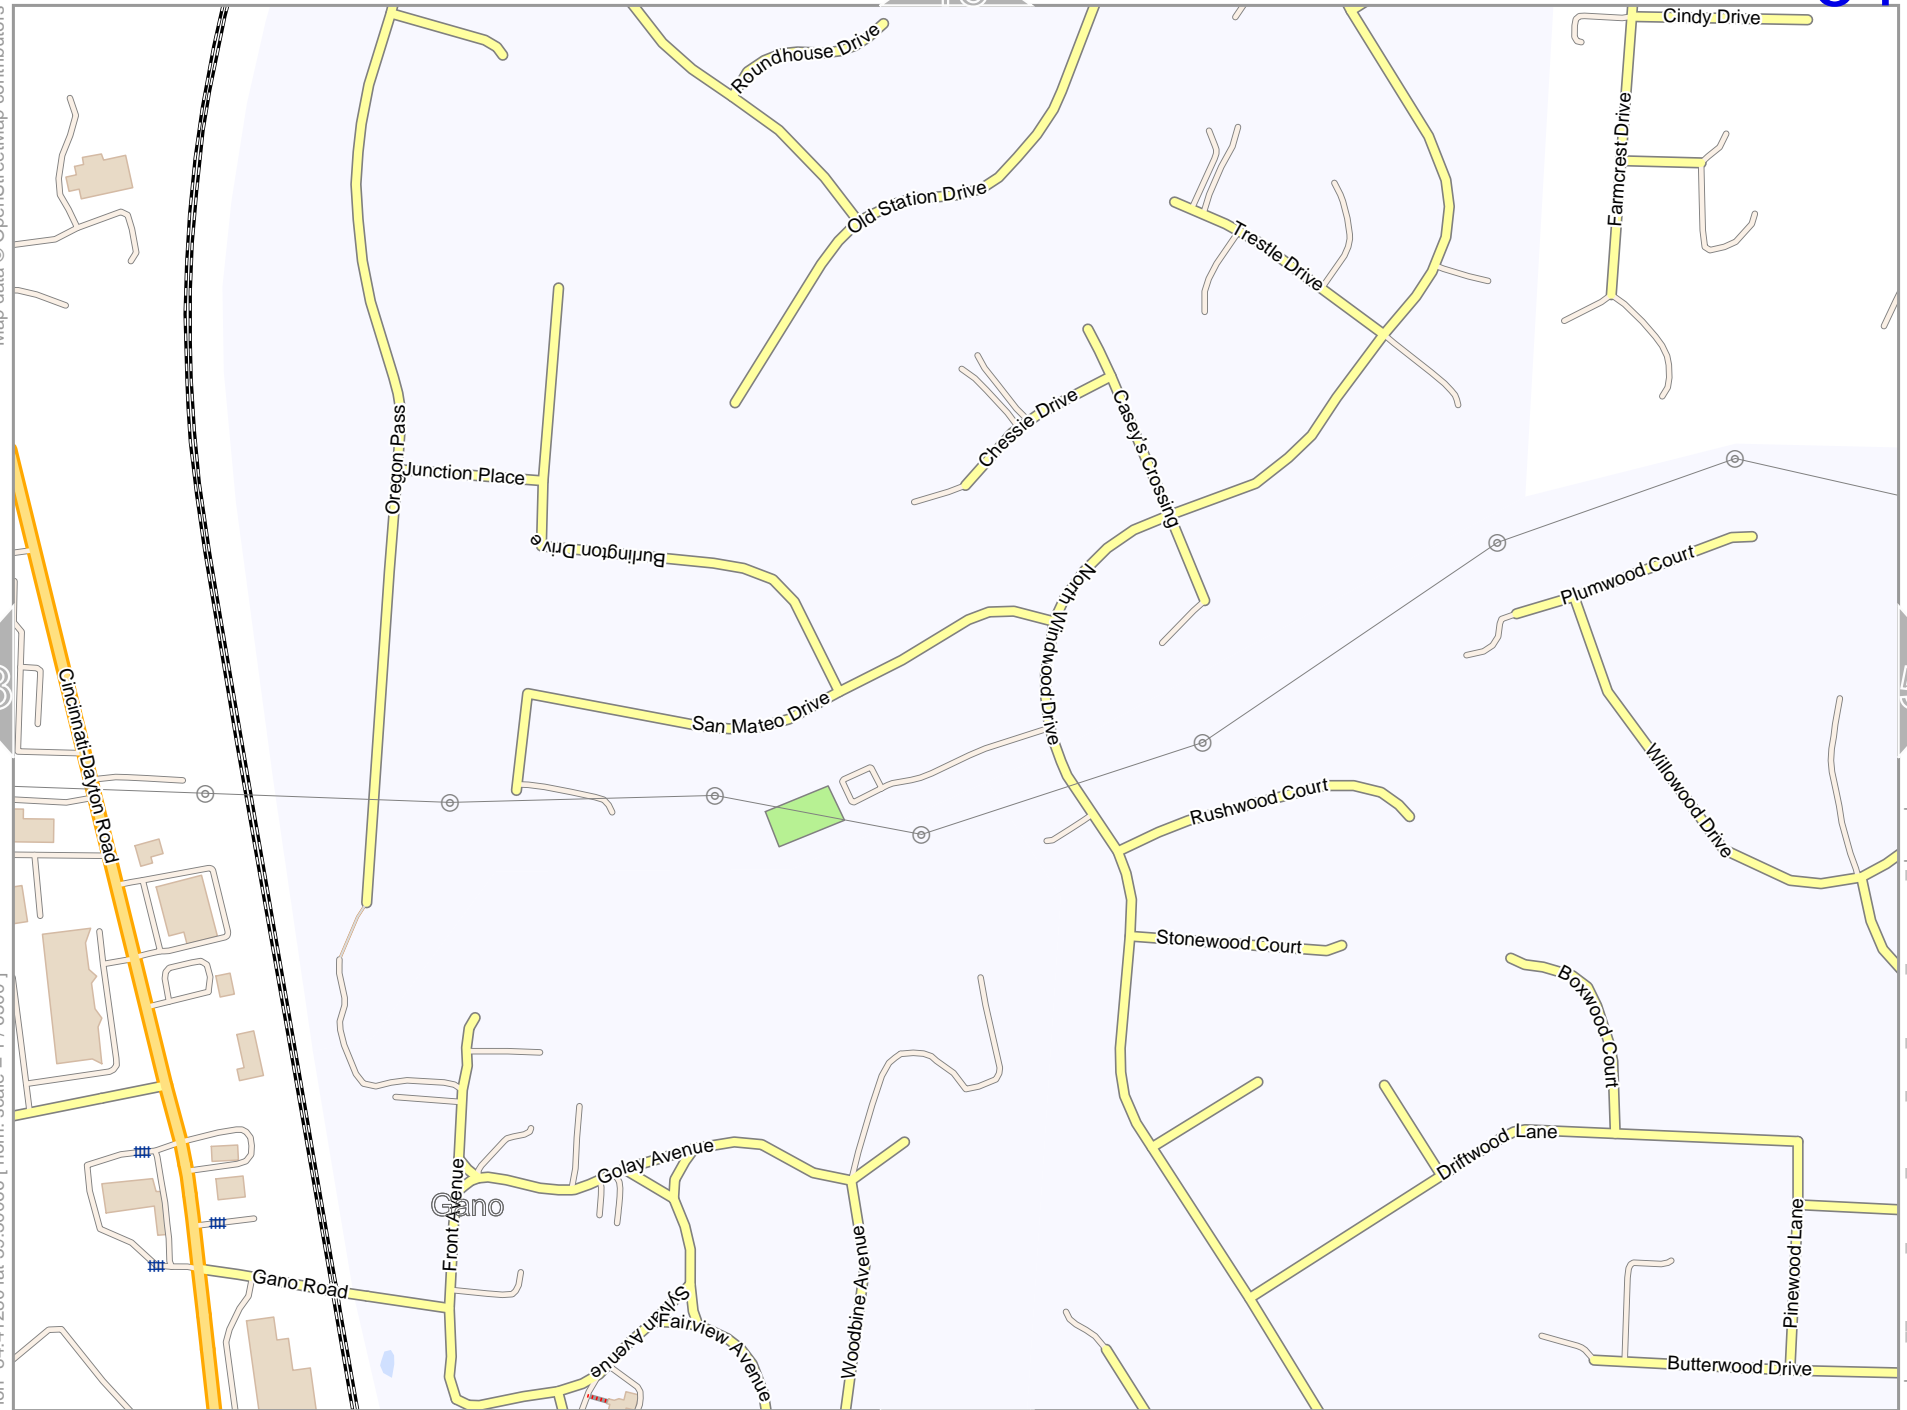 Cindy Drive
Roundhouse Drive
Farmcrest Drive
Old Station Drive
Trestle Drive
Chessie Drive
Casey's Crossing
Oregon Pass
Junction Place
Burlington Drive
North Windwood Drive
Plumwood Court
San Mateo Drive
Cincinnati-Dayton Road
Willowood Drive
Rushwood Court
Stonewood Court
Boxwood Court
Driftwood Lane
Golay Avenue
Front Avenue
Gano
Gano Road
Woodbine Avenue
Sylvan Avenue
Fairview Avenue
Pinewood Lane
Butterwood Drive